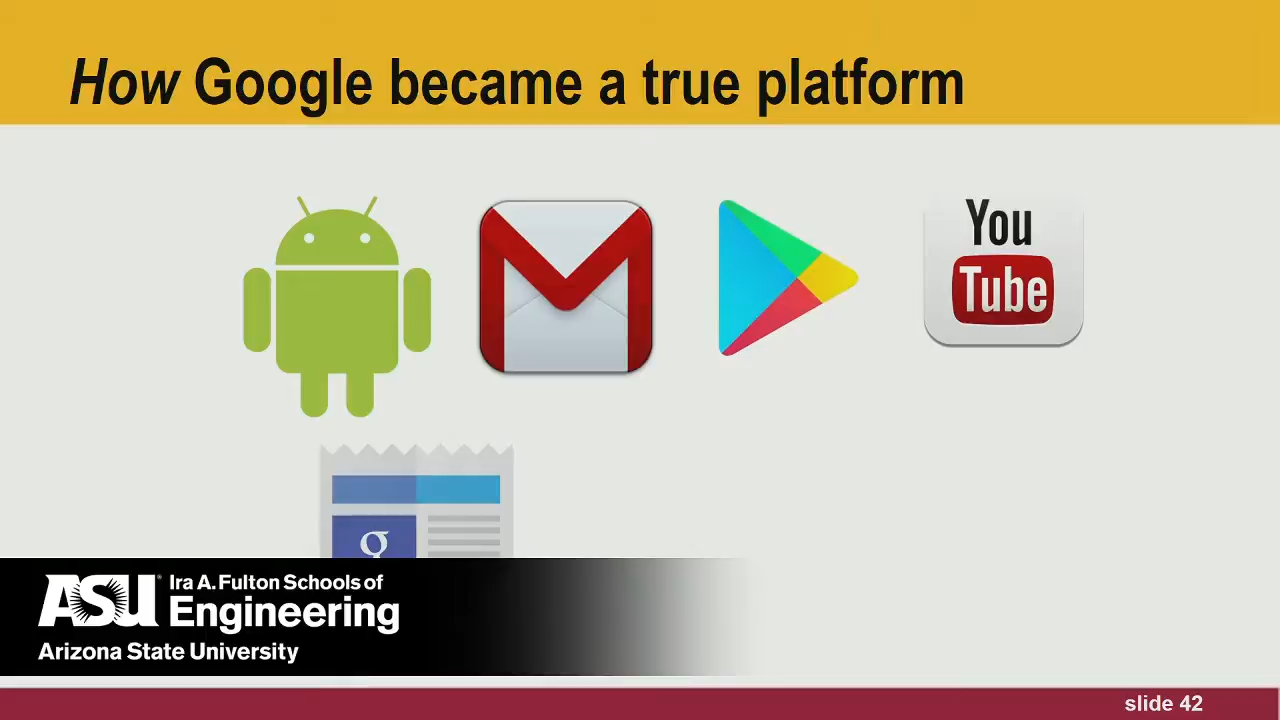 How Google became a true platform
You
Tube
g
ASU Ira A. Fulton Schools of
Engineering
Arizona State University
slide 42